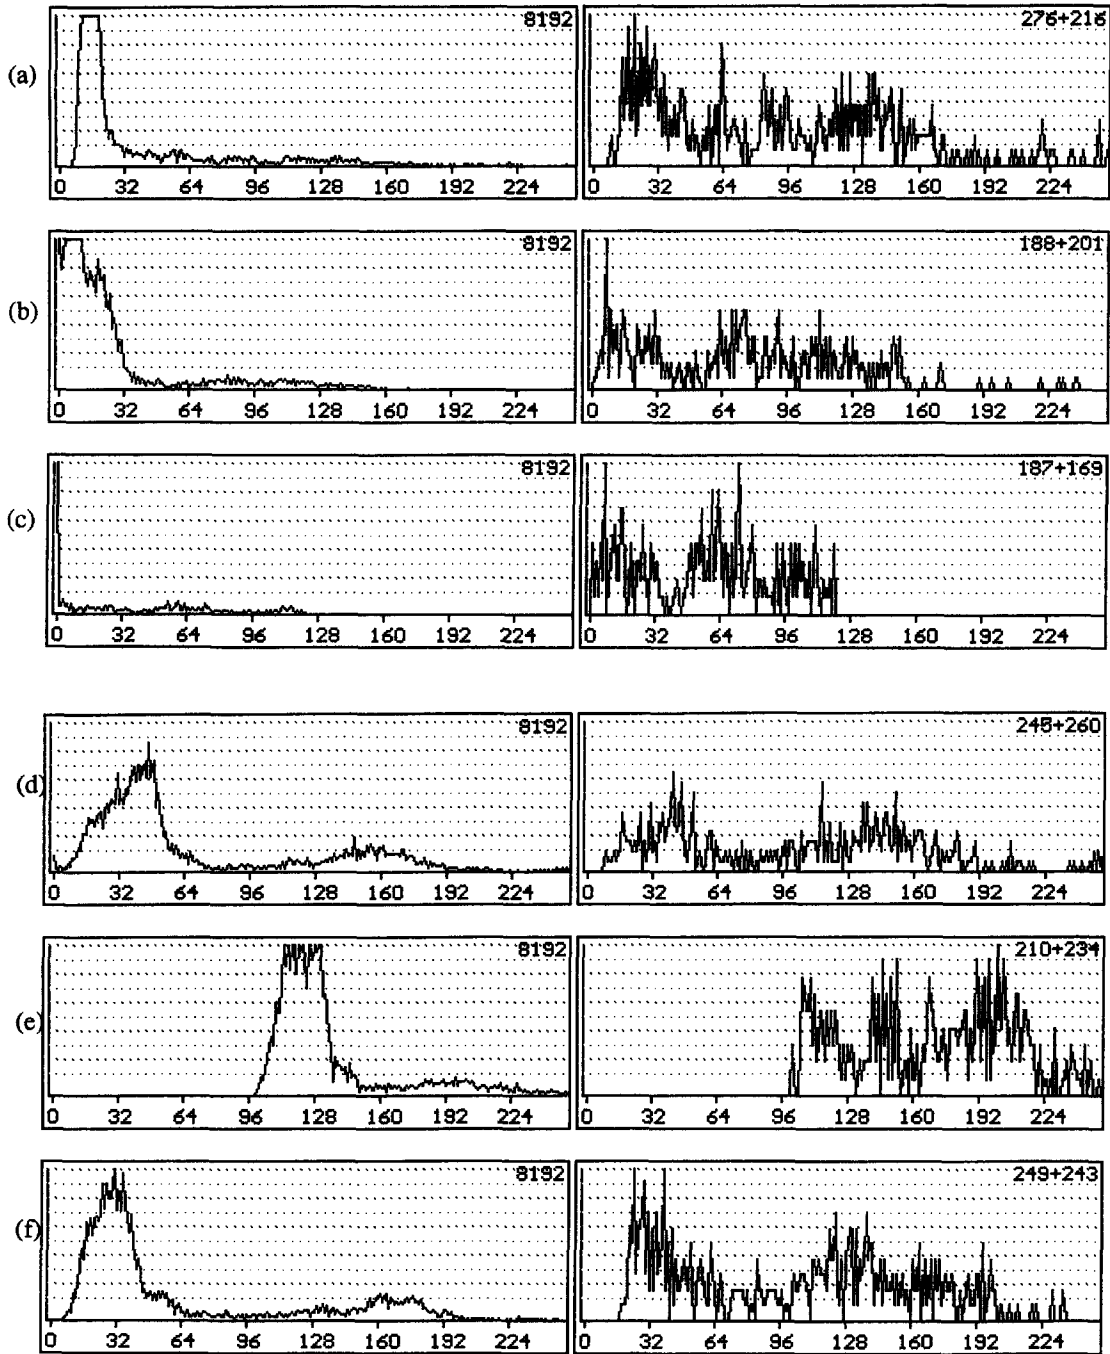 8192 276+216
(a)
0 32 64 96 128 160 192 224 0 32 64 96 128 160 192 224
8192 188+201
(b)
0 32 64 96 128 160 192 224 0 32 64 96 128 160 192 224
8192 187+169
(c)
0 32 64 96 128 160 192 224 0 32 64 96 128 160 192 224
8192 245+260
(d)
0 32 64 96 128 160 192 224 0 32 64 96 128 160 192 224
8192 210+234
(e)
0 32 64 96 128 160 192 224 0 32 64 96 128 160 192 224
8192 249+243
(f)
0 32 64 96 128 160 192 224 0 32 64 96 128 160 192 224